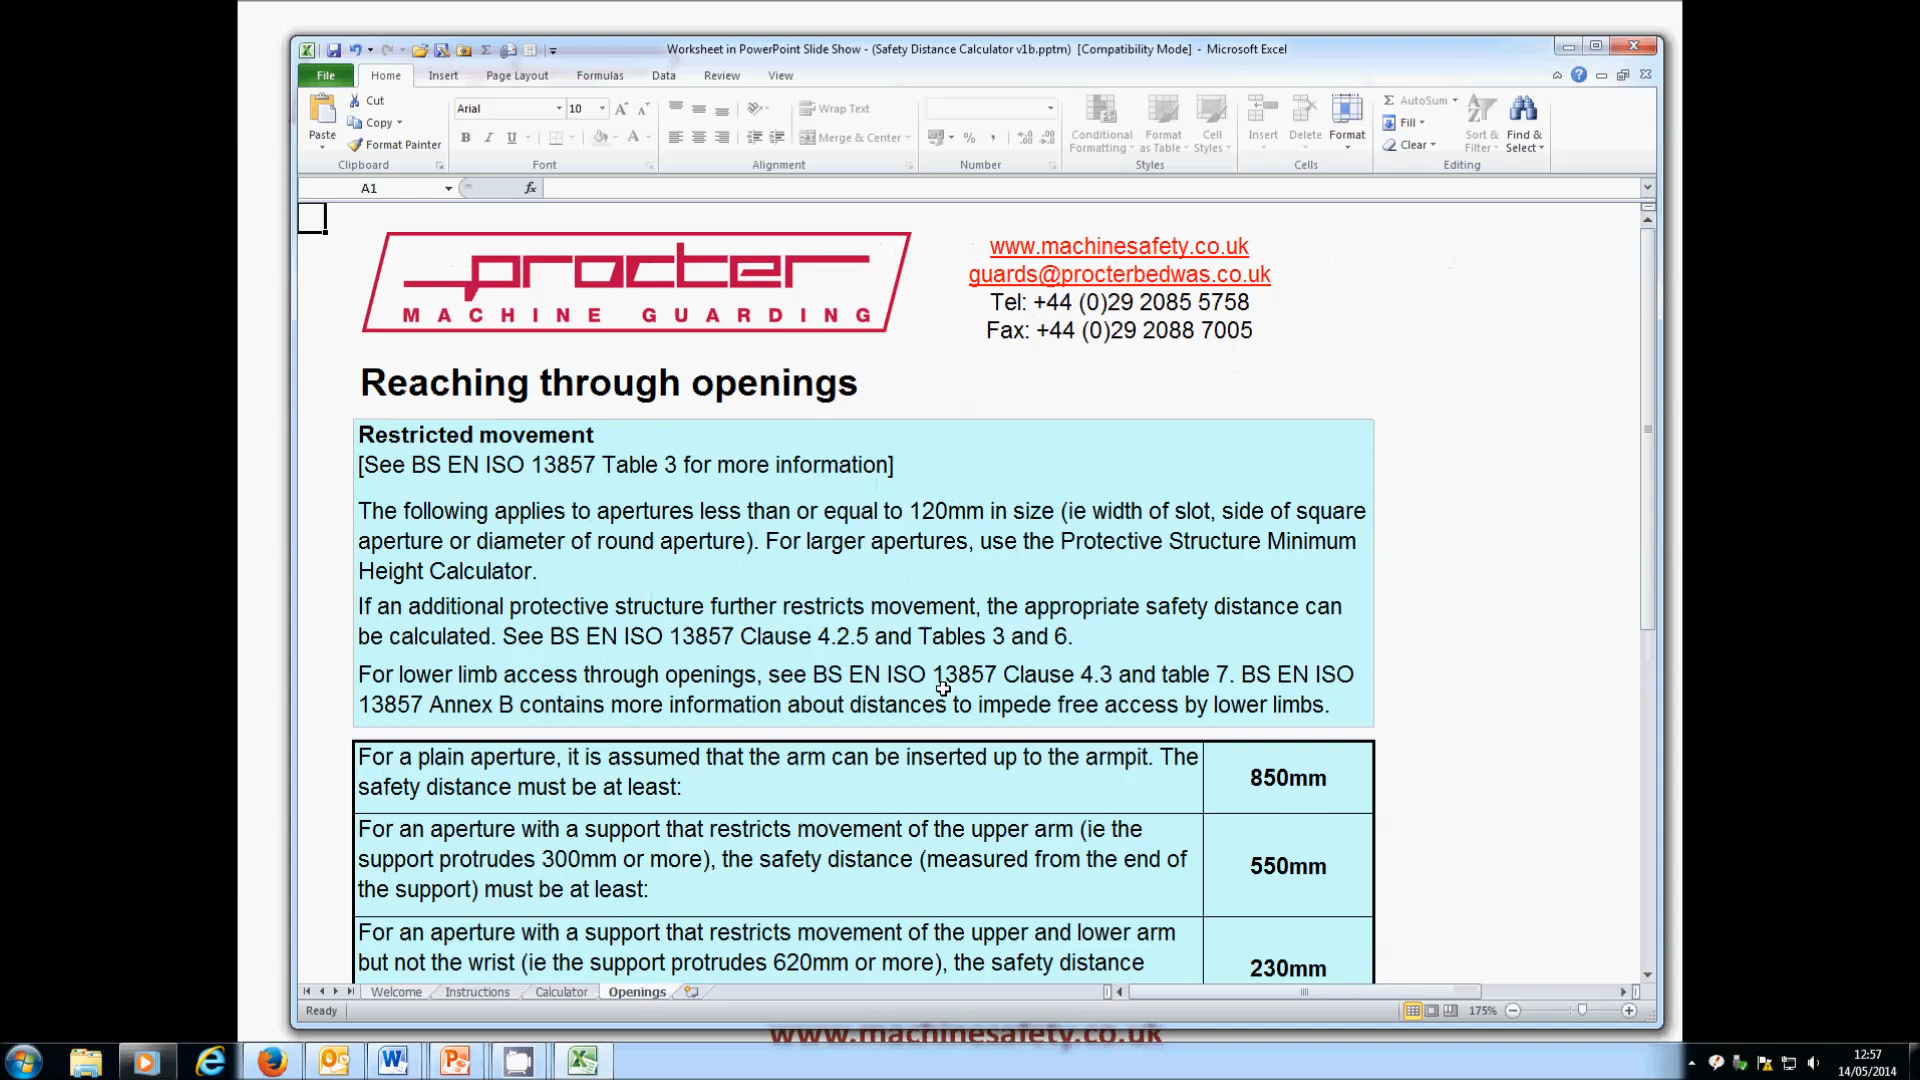 Worksheet in PowerPoint Slide Show - (Safety Distance Calculator v1b.pptm) [Compatibility Mode] - Microsoft Excel
File Home Insert Page Layout Formulas Data Review View
Paste
Cut
Copy
Format Painter
Clipboard
Arial 10
Font
Wrap Text
Merge & Center
Alignment
Number
Conditional Formatting
Format as Table
Cell Styles
Styles
Insert Delete Format
Cells
AutoSum
Fill
Clear
Sort & Filter
Find & Select
Editing
A1
procter
MACHINE GUARDING
www.machinesafety.co.uk
guards@procterbedwas.co.uk
Tel: +44 (0)29 2085 5758
Fax: +44 (0)29 2088 7005
Reaching through openings
Restricted movement
[See BS EN ISO 13857 Table 3 for more information]
The following applies to apertures less than or equal to 120mm in size (ie width of slot, side of square
aperture or diameter of round aperture). For larger apertures, use the Protective Structure Minimum
Height Calculator.
If an additional protective structure further restricts movement, the appropriate safety distance can
be calculated. See BS EN ISO 13857 Clause 4.2.5 and Tables 3 and 6.
For lower limb access through openings, see BS EN ISO 13857 Clause 4.3 and table 7. BS EN ISO
13857 Annex B contains more information about distances to impede free access by lower limbs.
For a plain aperture, it is assumed that the arm can be inserted up to the armpit. The
safety distance must be at least:
850mm
For an aperture with a support that restricts movement of the upper arm (ie the
support protrudes 300mm or more), the safety distance (measured from the end of
the support) must be at least:
550mm
For an aperture with a support that restricts movement of the upper and lower arm
but not the wrist (ie the support protrudes 620mm or more), the safety distance
230mm
Welcome Instructions Calculator Openings
Ready
175%
www.machinesafety.co.uk
12:57
14/05/2014